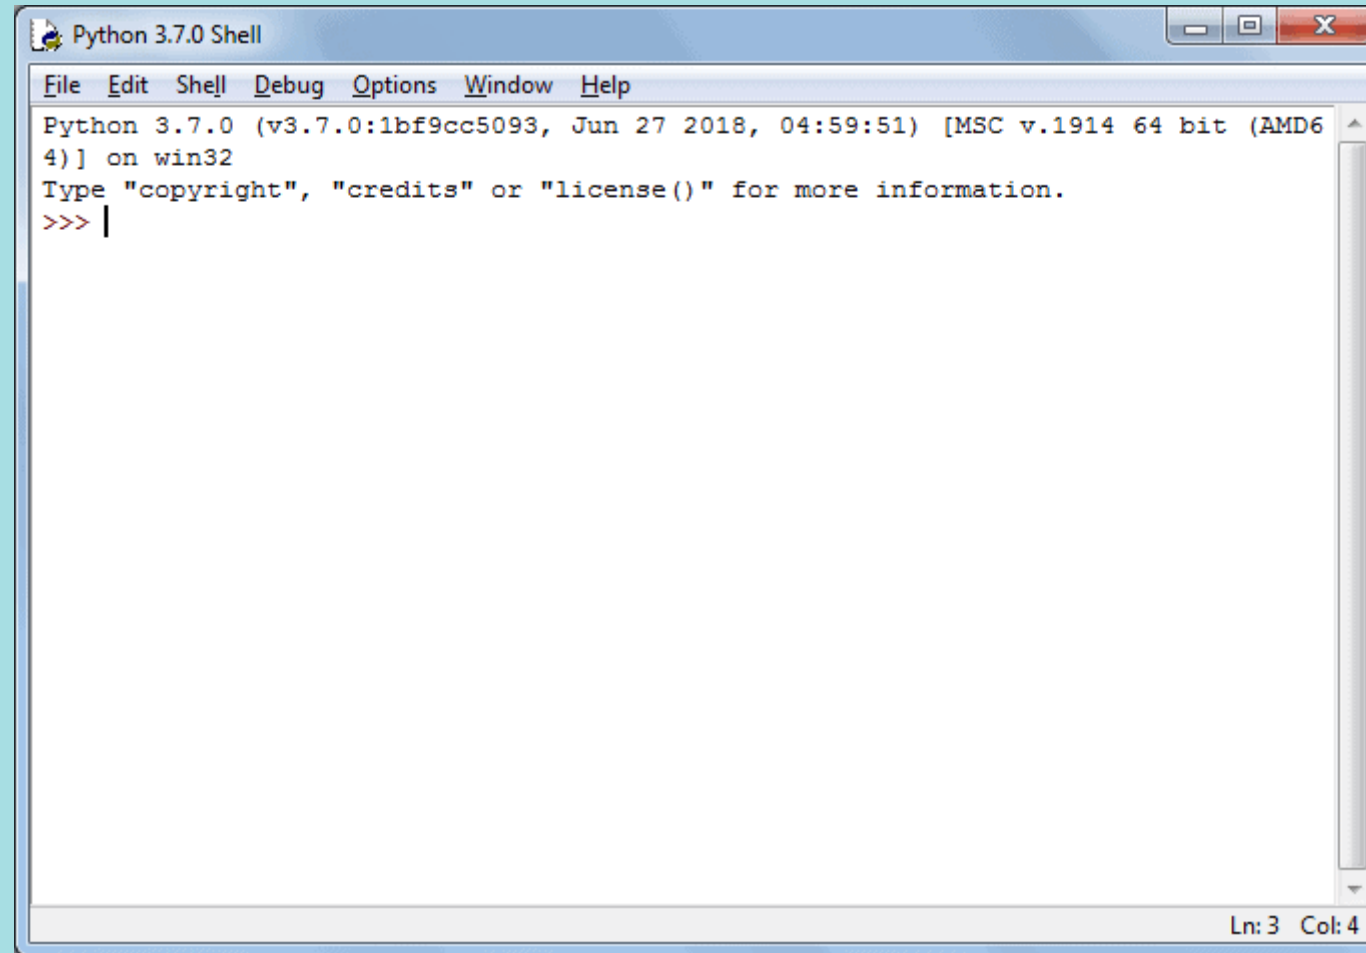 Python 3.7.0 Shell
File Edit Shell Debug Options Window Help
Python 3.7.0 (v3.7.0:1bf9cc5093, Jun 27 2018, 04:59:51) [MSC v.1914 64 bit (AMD6
4)] on win32
Type "copyright", "credits" or "license()" for more information.
>>>
Ln: 3 Col: 4